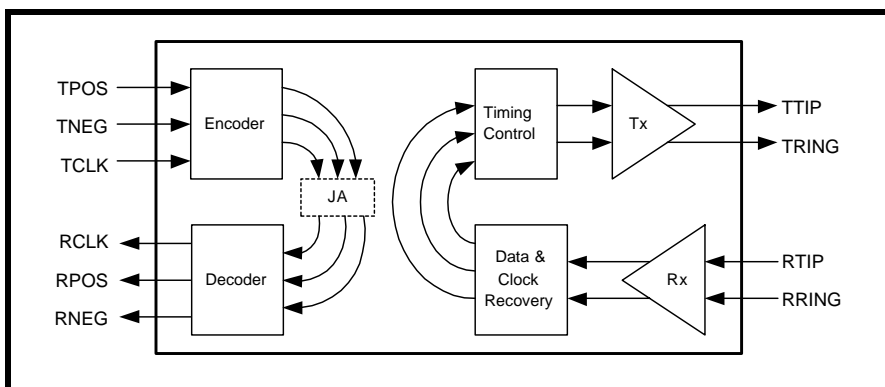 TPOS
TNEG
TCLK
Encoder
JA
RCLK
RPOS
RNEG
Decoder
Timing
Control
Tx
TTIP
TRING
Data &
Clock
Recovery
Rx
RTIP
RRING